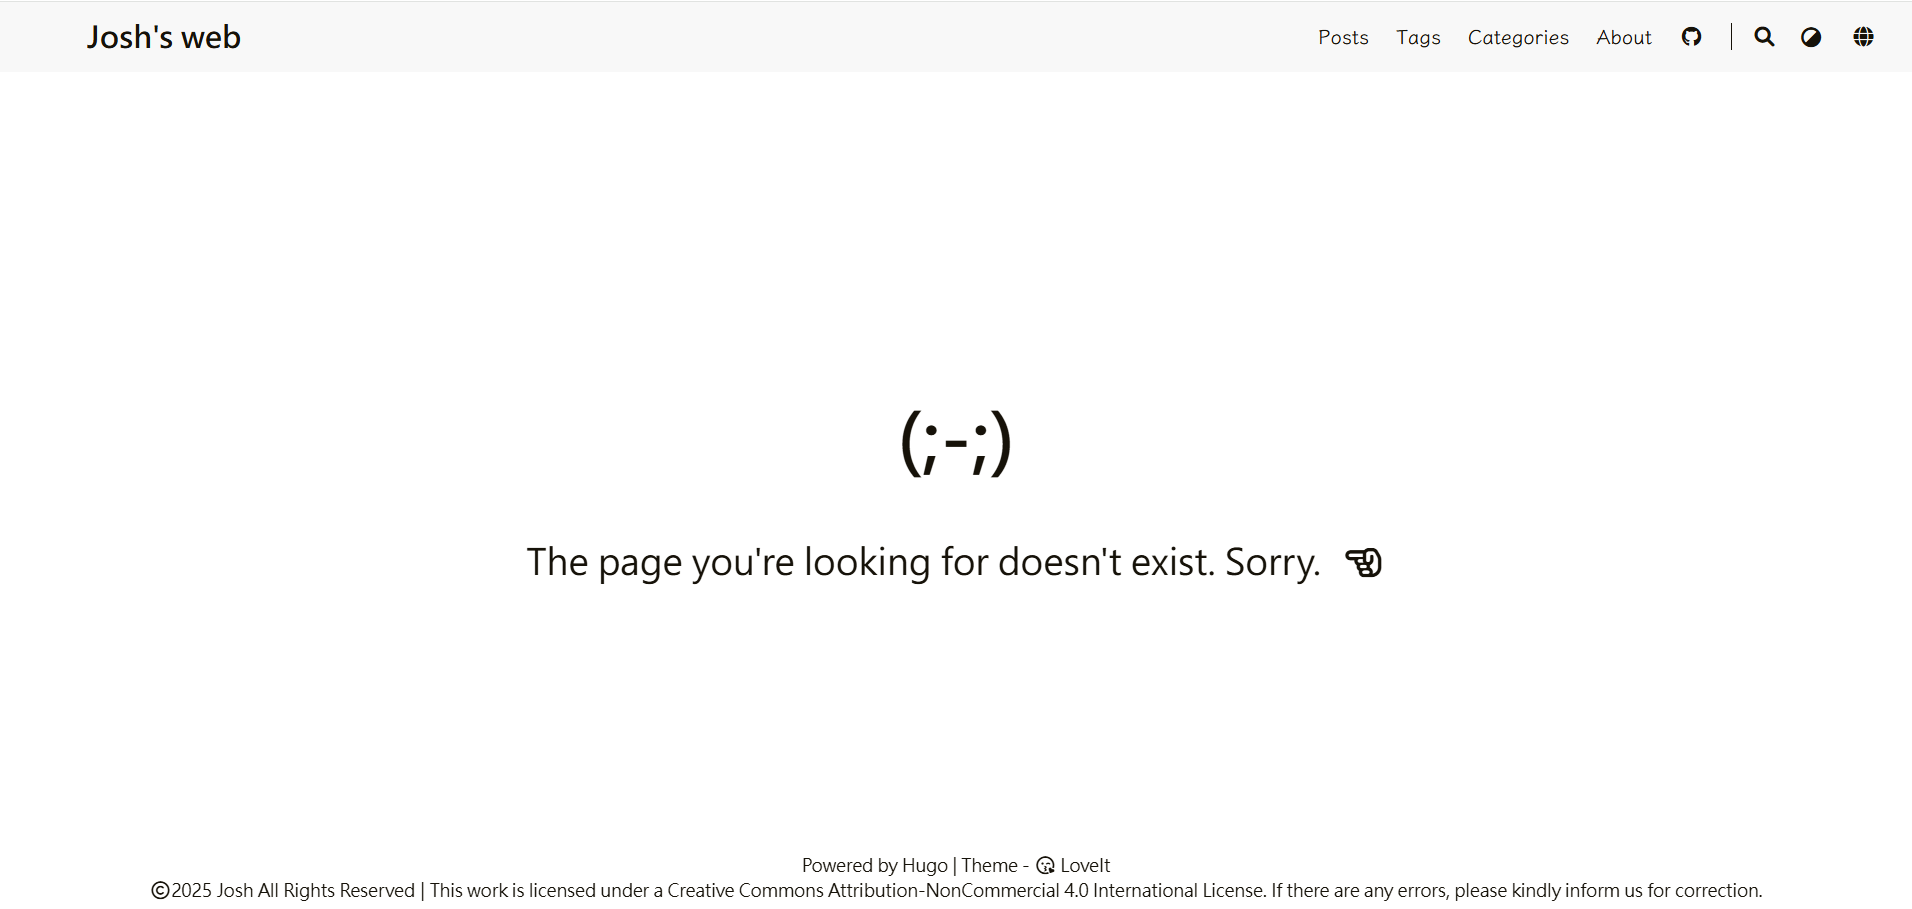 Josh's web
Posts Tags Categories About
(;-;)
The page you're looking for doesn't exist. Sorry.
Powered by Hugo | Theme - LoveIt
©2025 Josh All Rights Reserved | This work is licensed under a Creative Commons Attribution-NonCommercial 4.0 International License. If there are any errors, please kindly inform us for correction.